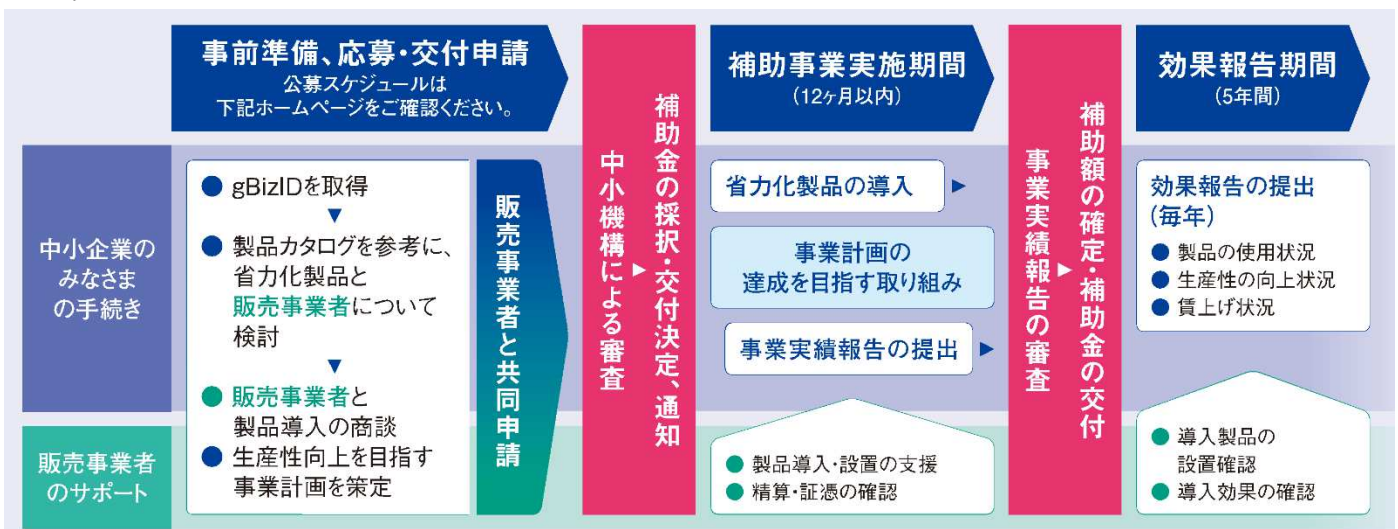 事前準備、応募・交付申請
公募スケジュールは
下記ホームページをご確認ください。
中小企業の
みなさま
の手続き
● gBizIDを取得
▼
● 製品カタログを参考に、
省力化製品と
販売事業者について
検討
▼
● 販売事業者と
製品導入の商談
● 生産性向上を目指す
事業計画を策定
販売事業者と共同申請
中小機構による審査
▶
補助金の採択・交付決定、通知
補助事業実施期間
(12ヶ月以内)
省力化製品の導入 ▶
事業計画の
達成を目指す取り組み
事業実績報告の提出 ▶
事業実績報告の審査
▶
補助額の確定・補助金の交付
効果報告期間
(5年間)
効果報告の提出
(毎年)
● 製品の使用状況
● 生産性の向上状況
● 賃上げ状況
販売事業者
のサポート
● 製品導入・設置の支援
● 精算・証憑の確認
● 導入製品の
設置確認
● 導入効果の確認